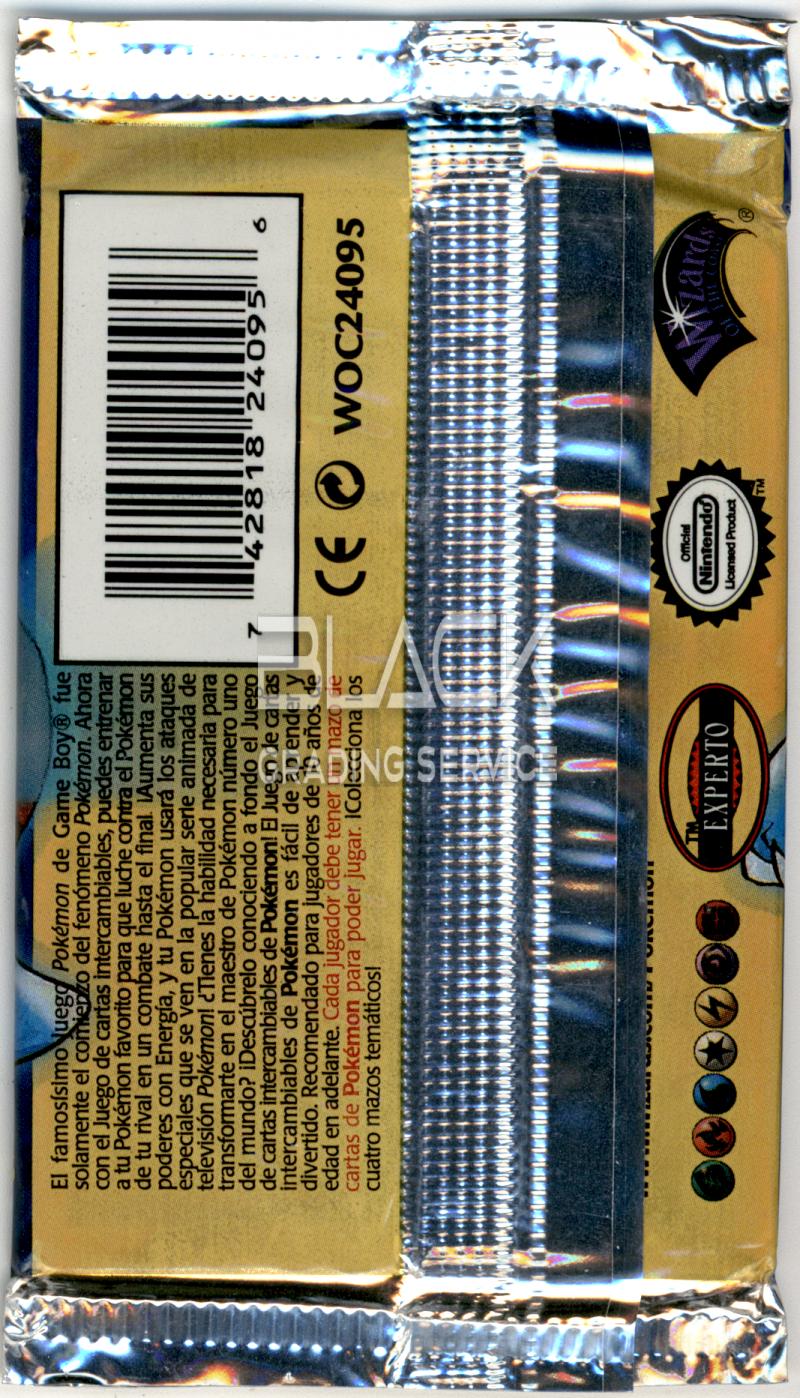 El famosísimo juego Pokémon de Game Boy® fue
solamente el comienzo del fenómeno Pokémon. Ahora
con el Juego de cartas intercambiables, puedes entrenar
a tu Pokémon favorito para que luche contra el Pokémon
de tu rival en un combate hasta el final. ¡Aumenta sus
poderes con Energía, y tu Pokémon usará los ataques
especiales que se ven en la popular serie animada de
televisión Pokémon! ¿Tienes la habilidad necesaria para
transformarte en el maestro de Pokémon número uno
del mundo? ¡Descúbrelo conociendo a fondo el Juego
de cartas intercambiables de Pokémon! El Juego de cartas
intercambiables de Pokémon es fácil de aprender y
divertido. Recomendado para jugadores de 10 años de
edad en adelante. Cada jugador debe tener un mazo de
cartas de Pokémon para poder jugar. ¡Colecciona los
cuatro mazos temáticos!
7 42818 24095 6
CE WOC24095
BLACK
GRADING SERVICE
TM EXPERTO
Official
Nintendo
Licensed Product
TM
Wizards ®
OF THE COAST